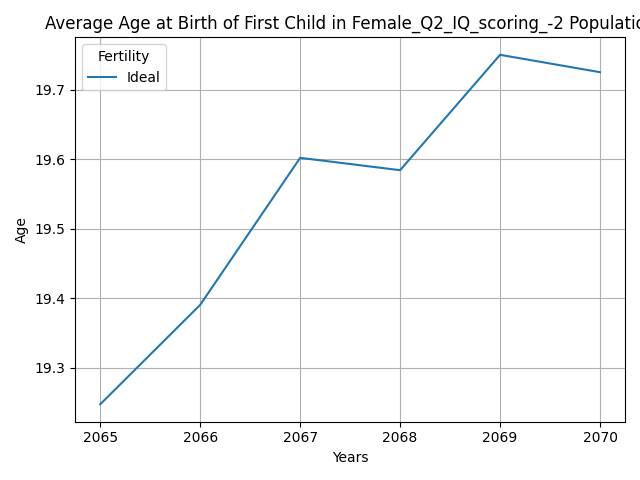 Average Age at Birth of First Child in Female_Q2_IQ_scoring_-2 Populatio
Fertility
Ideal
19.7
19.6
19.5
19.4
19.3
Age
2065 2066 2067 2068 2069 2070
Years